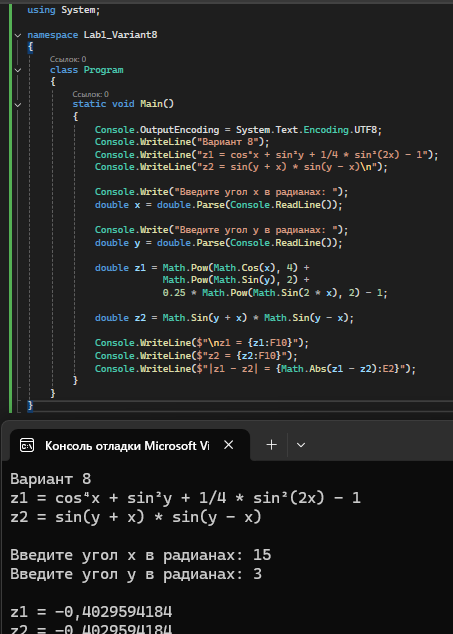 using System;
namespace Lab1_Variant8
{
Ссылок: 0
class Program
{
Ссылок: 0
static void Main()
{
Console.OutputEncoding = System.Text.Encoding.UTF8;
Console.WriteLine("Вариант 8");
Console.WriteLine("z1 = cos⁴x + sin²y + 1/4 * sin²(2x) - 1");
Console.WriteLine("z2 = sin(y + x) * sin(y - x)\n");
Console.Write("Введите угол x в радианах: ");
double x = double.Parse(Console.ReadLine());
Console.Write("Введите угол y в радианах: ");
double y = double.Parse(Console.ReadLine());
double z1 = Math.Pow(Math.Cos(x), 4) +
Math.Pow(Math.Sin(y), 2) +
0.25 * Math.Pow(Math.Sin(2 * x), 2) - 1;
double z2 = Math.Sin(y + x) * Math.Sin(y - x);
Console.WriteLine($"\nz1 = {z1:F10}");
Console.WriteLine($"z2 = {z2:F10}");
Console.WriteLine($"|z1 - z2| = {Math.Abs(z1 - z2):E2}");
}
}
}
Консоль отладки Microsoft Vi
Вариант 8
z1 = cos⁴x + sin²y + 1/4 * sin²(2x) - 1
z2 = sin(y + x) * sin(y - x)
Введите угол x в радианах: 15
Введите угол y в радианах: 3
z1 = -0,4029594184
z2 = -0,4029594184